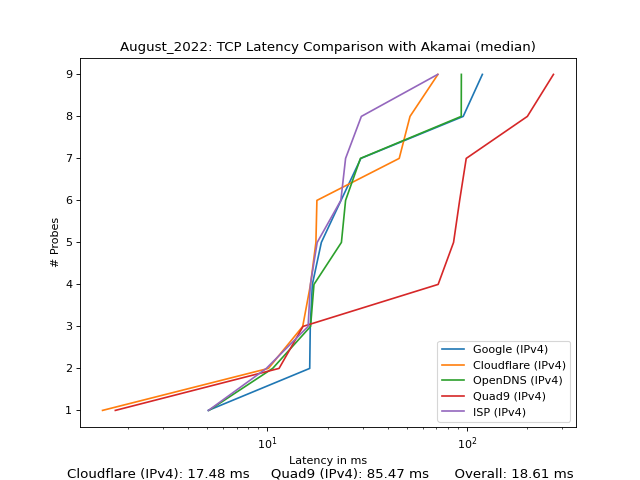 August_2022: TCP Latency Comparison with Akamai (median)
# Probes
9
8
7
6
5
4
3
2
1
Google (IPv4)
Cloudflare (IPv4)
OpenDNS (IPv4)
Quad9 (IPv4)
ISP (IPv4)
10¹ 10²
Latency in ms
Cloudflare (IPv4): 17.48 ms Quad9 (IPv4): 85.47 ms Overall: 18.61 ms